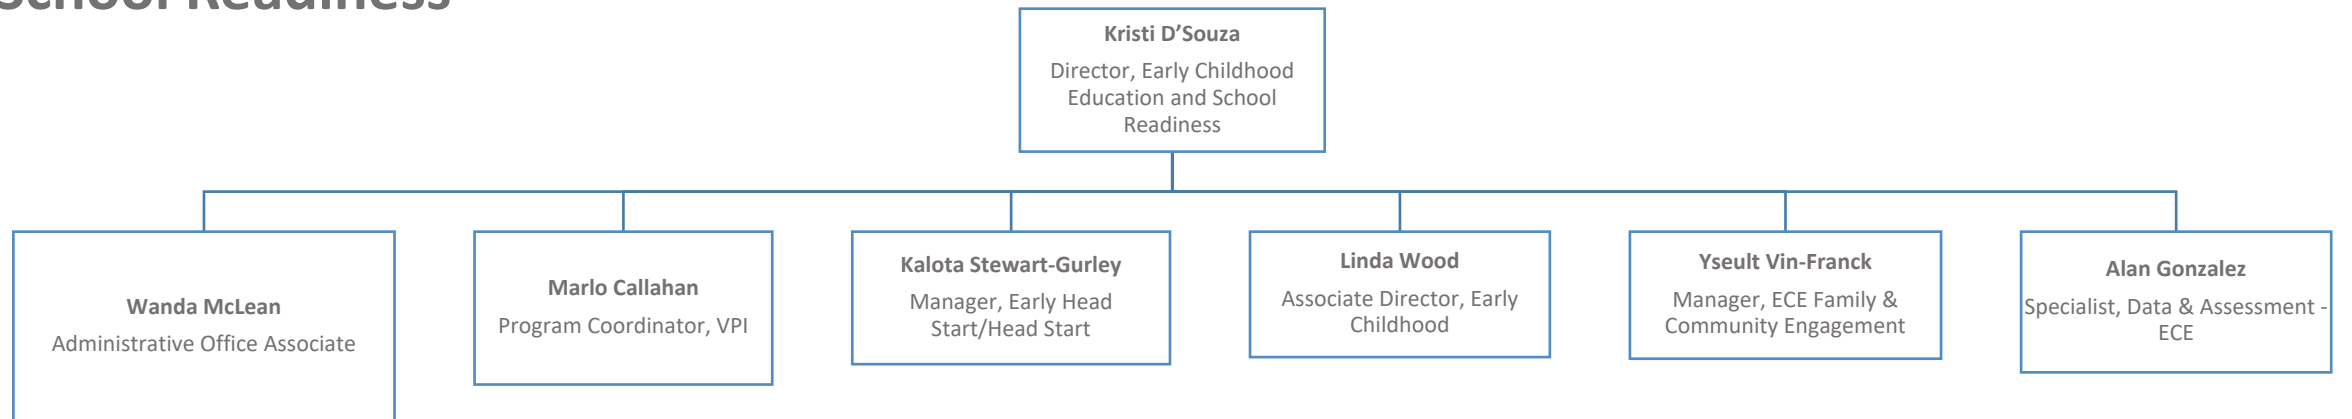 School Readiness
Kristi D’Souza
Director, Early Childhood
Education and School
Readiness
Wanda McLean
Administrative Office Associate
Marlo Callahan
Program Coordinator, VPI
Kalota Stewart-Gurley
Manager, Early Head
Start/Head Start
Linda Wood
Associate Director, Early
Childhood
Yseult Vin-Franck
Manager, ECE Family &
Community Engagement
Alan Gonzalez
Specialist, Data & Assessment -
ECE